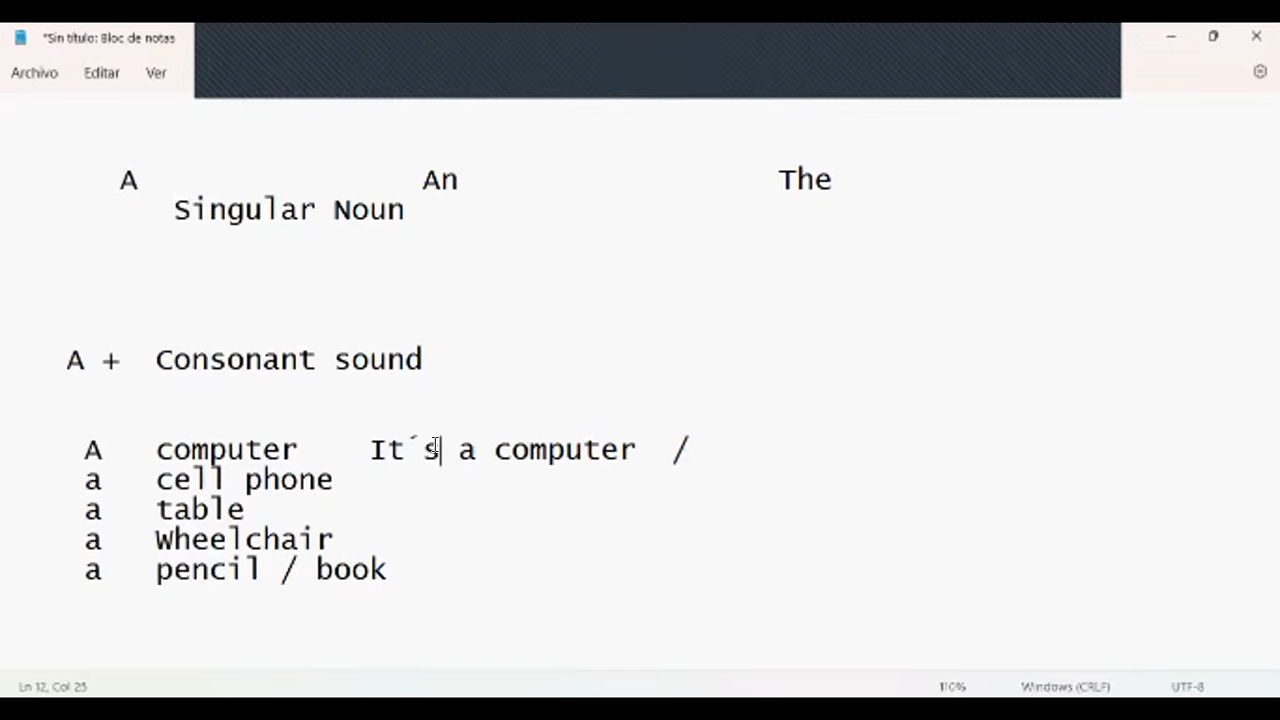 *Sin título: Bloc de notas
Archivo Editar Ver
A An The
Singular Noun
A + Consonant sound
A computer It´s a computer /
a cell phone
a table
a Wheelchair
a pencil / book
Ln 12, Col 25 110% Windows (CRLF) UTF-8